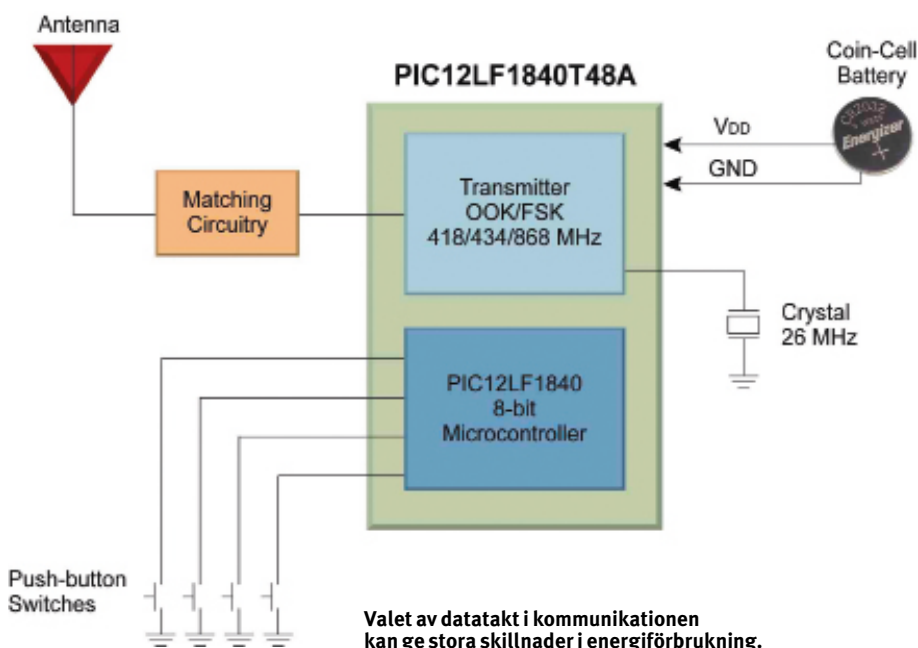 Antenna
PIC12LF1840T48A
Coin-Cell
Battery
CR2032
Energizer
+
VDD
GND
Transmitter
OOK/FSK
418/434/868 MHz
Matching
Circuitry
Crystal
26 MHz
PIC12LF1840
8-bit
Microcontroller
Push-button
Switches
Valet av datatakt i kommunikationen
kan ge stora skillnader i energiförbrukning.